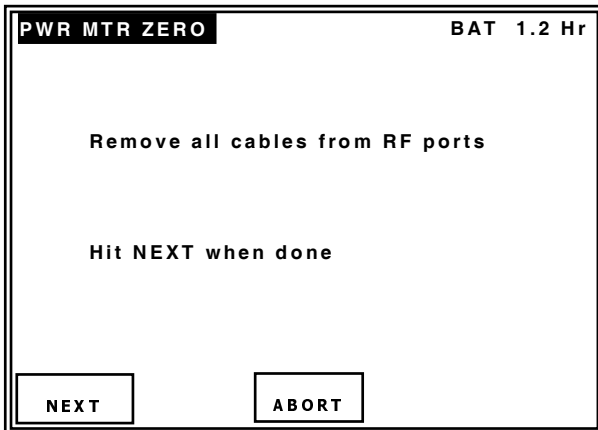 PWR MTR ZERO BAT 1.2 Hr
Remove all cables from RF ports
Hit NEXT when done
NEXT ABORT